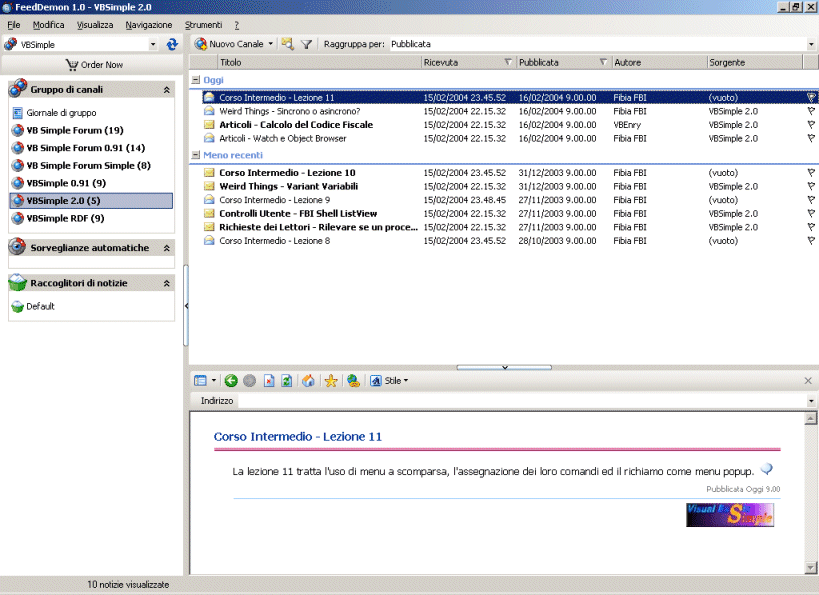 FeedDemon 1.0 - VBSimple 2.0
File Modifica Visualizza Navigazione Strumenti ?
VBSimple
Nuovo Canale Raggruppa per: Pubblicata
Order Now
Titolo Ricevuta Pubblicata Autore Sorgente
Gruppo di canali
Giornale di gruppo
VB Simple Forum (19)
VB Simple Forum 0.91 (14)
VB Simple Forum Simple (8)
VBSimple 0.91 (9)
VBSimple 2.0 (5)
VBSimple RDF (9)
Sorveglianze automatiche
Raccoglitori di notizie
Default
Oggi
Corso Intermedio - Lezione 11 15/02/2004 23.45.52 16/02/2004 9.00.00 Fibia FBI (vuoto)
Weird Things - Sincrono o asincrono? 15/02/2004 22.15.32 16/02/2004 9.00.00 Fibia FBI VBSimple 2.0
Articoli - Calcolo del Codice Fiscale 15/02/2004 22.15.32 16/02/2004 9.00.00 VBEnry VBSimple 2.0
Articoli - Watch e Object Browser 15/02/2004 22.15.32 16/02/2004 9.00.00 Fibia FBI VBSimple 2.0
Meno recenti
Corso Intermedio - Lezione 10 15/02/2004 23.45.52 31/12/2003 9.00.00 Fibia FBI (vuoto)
Weird Things - Variant Variabili 15/02/2004 22.15.32 31/12/2003 9.00.00 Fibia FBI VBSimple 2.0
Corso Intermedio - Lezione 9 15/02/2004 23.48.45 27/11/2003 9.00.00 Fibia FBI (vuoto)
Controlli Utente - FBI Shell ListView 15/02/2004 22.15.32 27/11/2003 9.00.00 Fibia FBI VBSimple 2.0
Richieste dei Lettori - Rilevare se un proce... 15/02/2004 22.15.32 27/11/2003 9.00.00 Fibia FBI VBSimple 2.0
Corso Intermedio - Lezione 8 15/02/2004 23.45.52 28/10/2003 9.00.00 Fibia FBI (vuoto)
Stile
Indirizzo
Corso Intermedio - Lezione 11
La lezione 11 tratta l'uso di menu a scomparsa, l'assegnazione dei loro comandi ed il richiamo come menu popup.
Pubblicata Oggi 9.00
Visual Basic Simple
10 notizie visualizzate